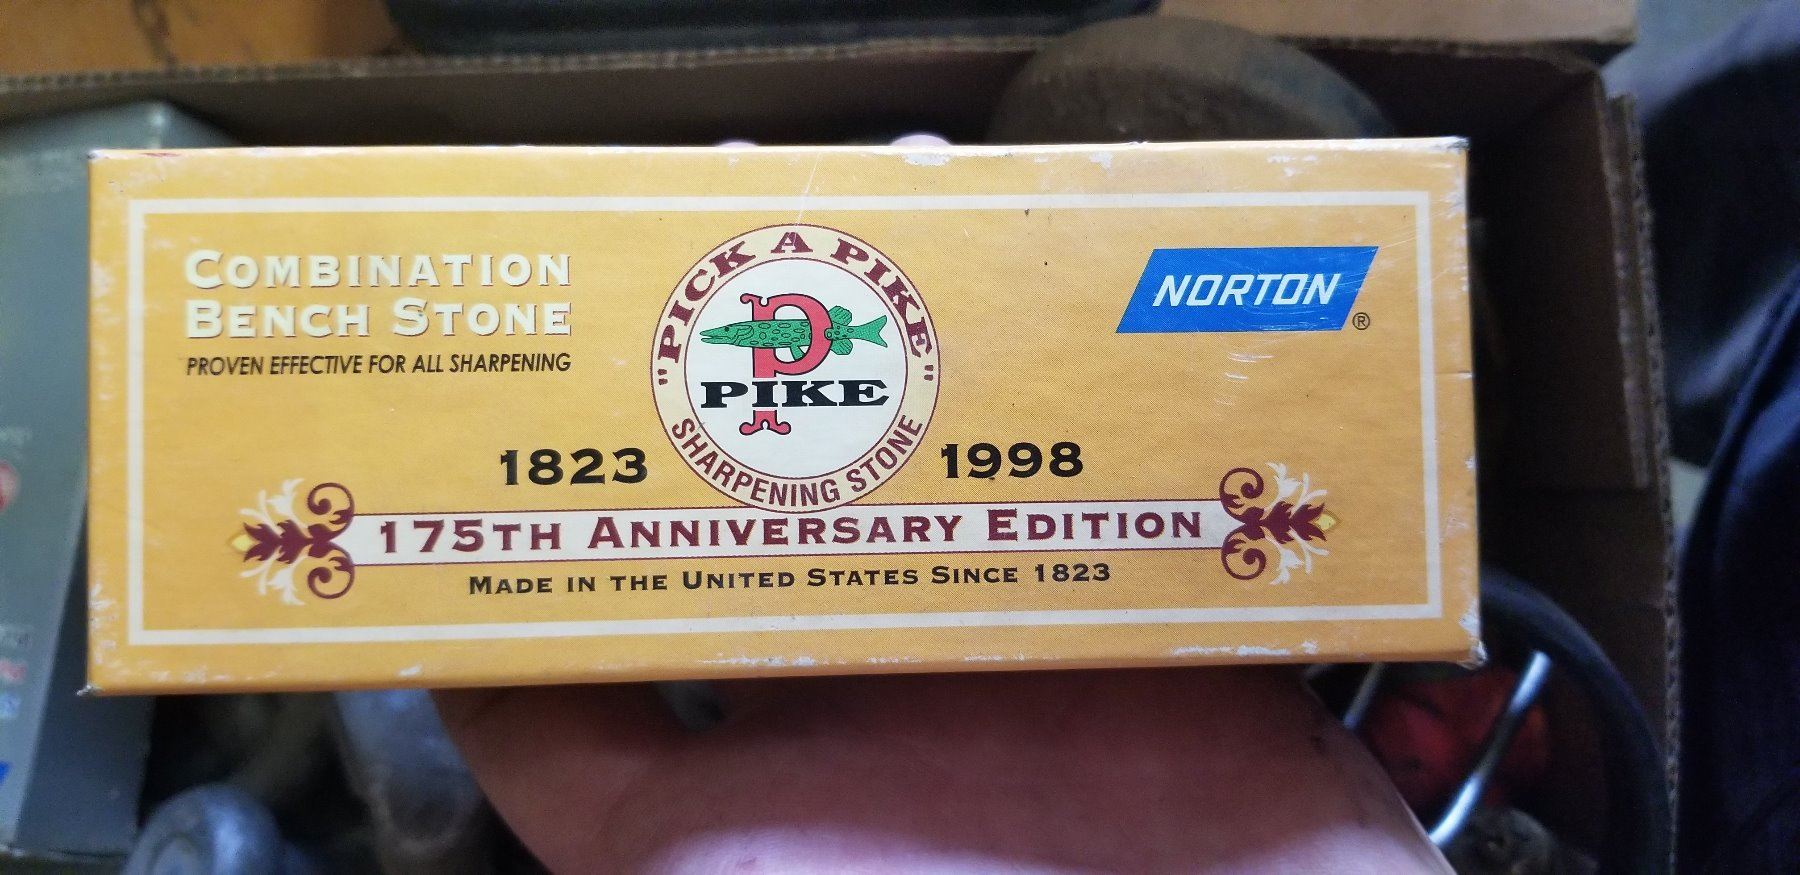 COMBINATION
BENCH STONE
PROVEN EFFECTIVE FOR ALL SHARPENING
"PICK A PIKE"
P
PIKE
SHARPENING STONE
NORTON
®
1823
1998
175TH ANNIVERSARY EDITION
MADE IN THE UNITED STATES SINCE 1823